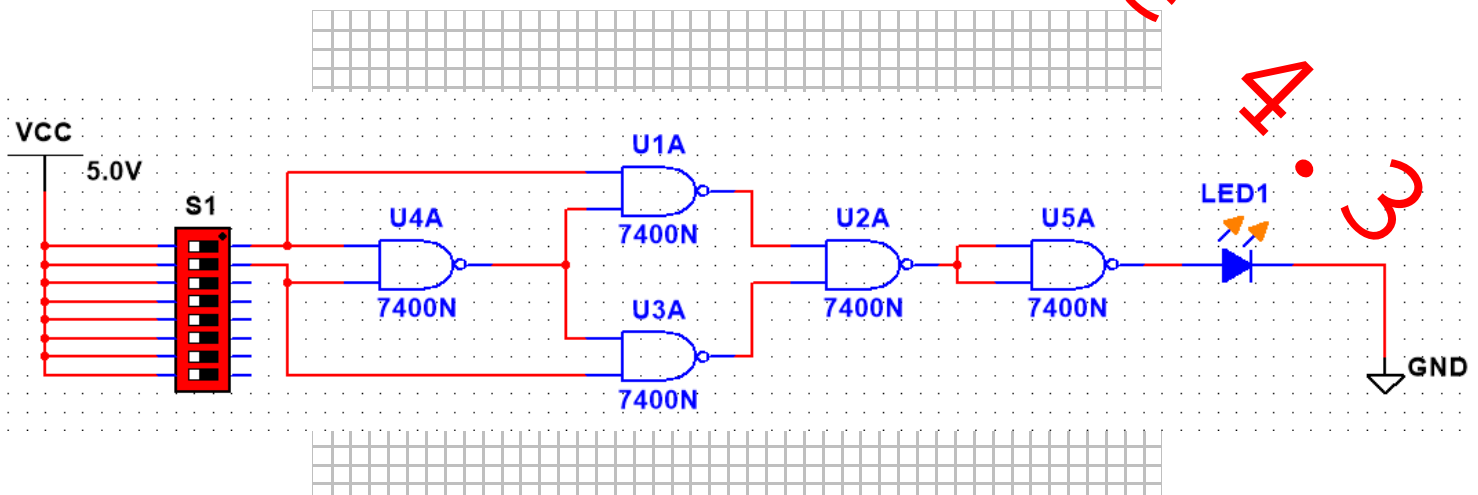 VCC
5.0V
S1
U4A
7400N
U1A
7400N
U3A
7400N
U2A
7400N
U5A
7400N
LED1
GND
4.3